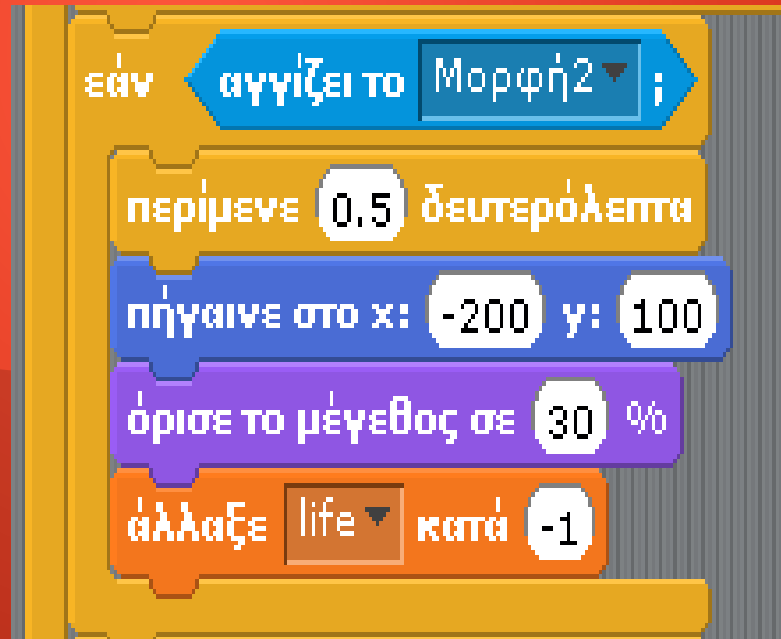 εάν αγγίζει το Μορφή2 ;
περίμενε 0.5 δευτερόλεπτα
πήγαινε στο x: -200 y: 100
όρισε το μέγεθος σε 30 %
άλλαξε life κατά -1